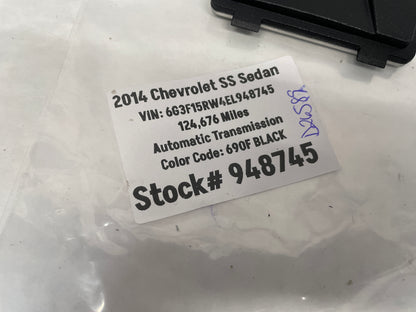 2014 Chevrolet SS Sedan
VIN: 6G3F15RW4EL948745
124,676 Miles
Automatic Transmission
Color Code: 690F BLACK
Stock# 948745